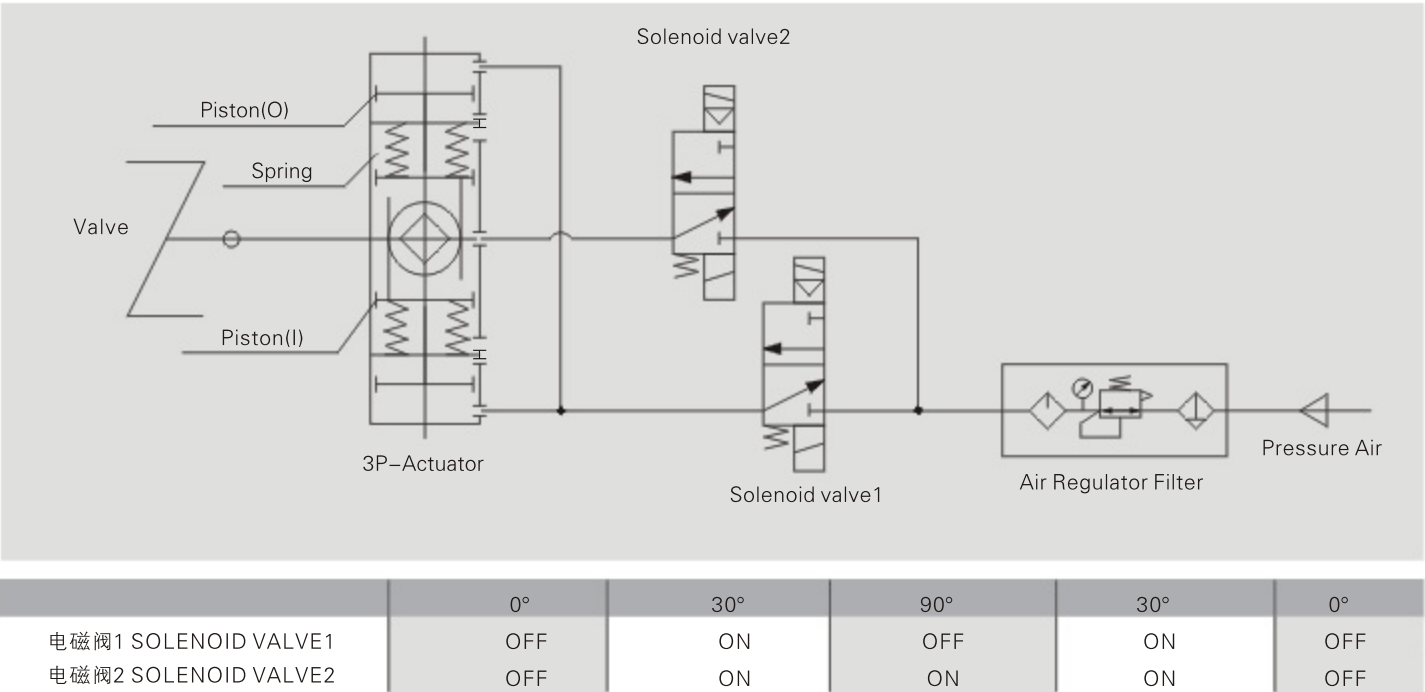 Solenoid valve2
Piston(O)
Spring
Valve
Piston(I)
3P–Actuator
Solenoid valve1
Air Regulator Filter
Pressure Air
0° 30° 90° 30° 0°
电磁阀1 SOLENOID VALVE1 OFF ON OFF ON OFF
电磁阀2 SOLENOID VALVE2 OFF ON ON ON OFF